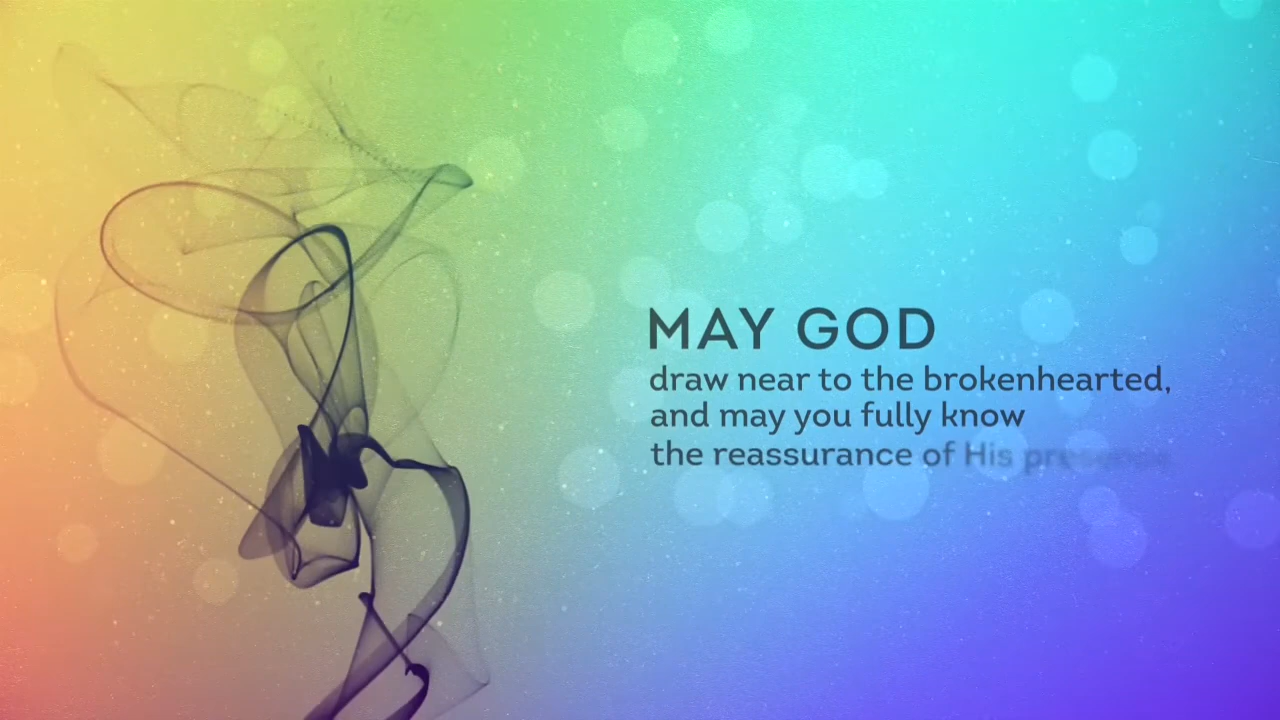 MAY GOD
draw near to the brokenhearted,
and may you fully know
the reassurance of His